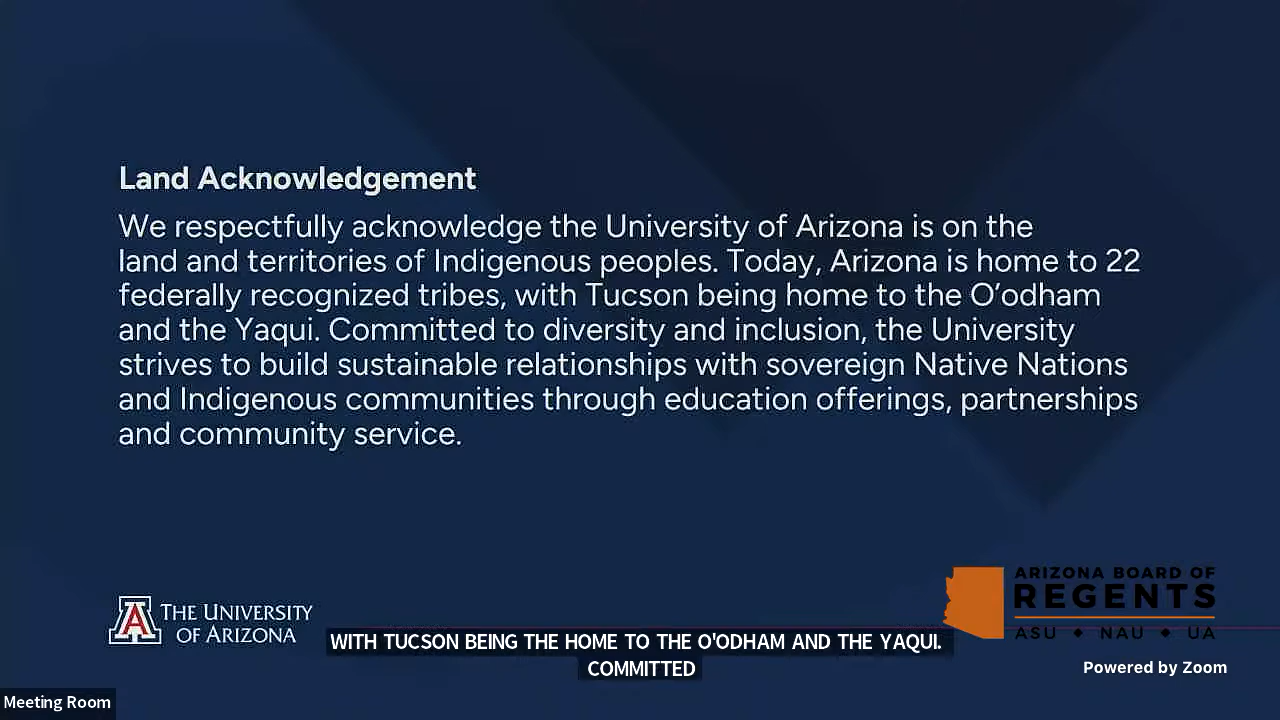 Land Acknowledgement
We respectfully acknowledge the University of Arizona is on the
land and territories of Indigenous peoples. Today, Arizona is home to 22
federally recognized tribes, with Tucson being home to the O’odham
and the Yaqui. Committed to diversity and inclusion, the University
strives to build sustainable relationships with sovereign Native Nations
and Indigenous communities through education offerings, partnerships
and community service.
A THE UNIVERSITY
OF ARIZONA
ARIZONA BOARD OF
REGENTS
ASU ◆ NAU ◆ UA
WITH TUCSON BEING THE HOME TO THE O'ODHAM AND THE YAQUI.
COMMITTED
Powered by Zoom
Meeting Room